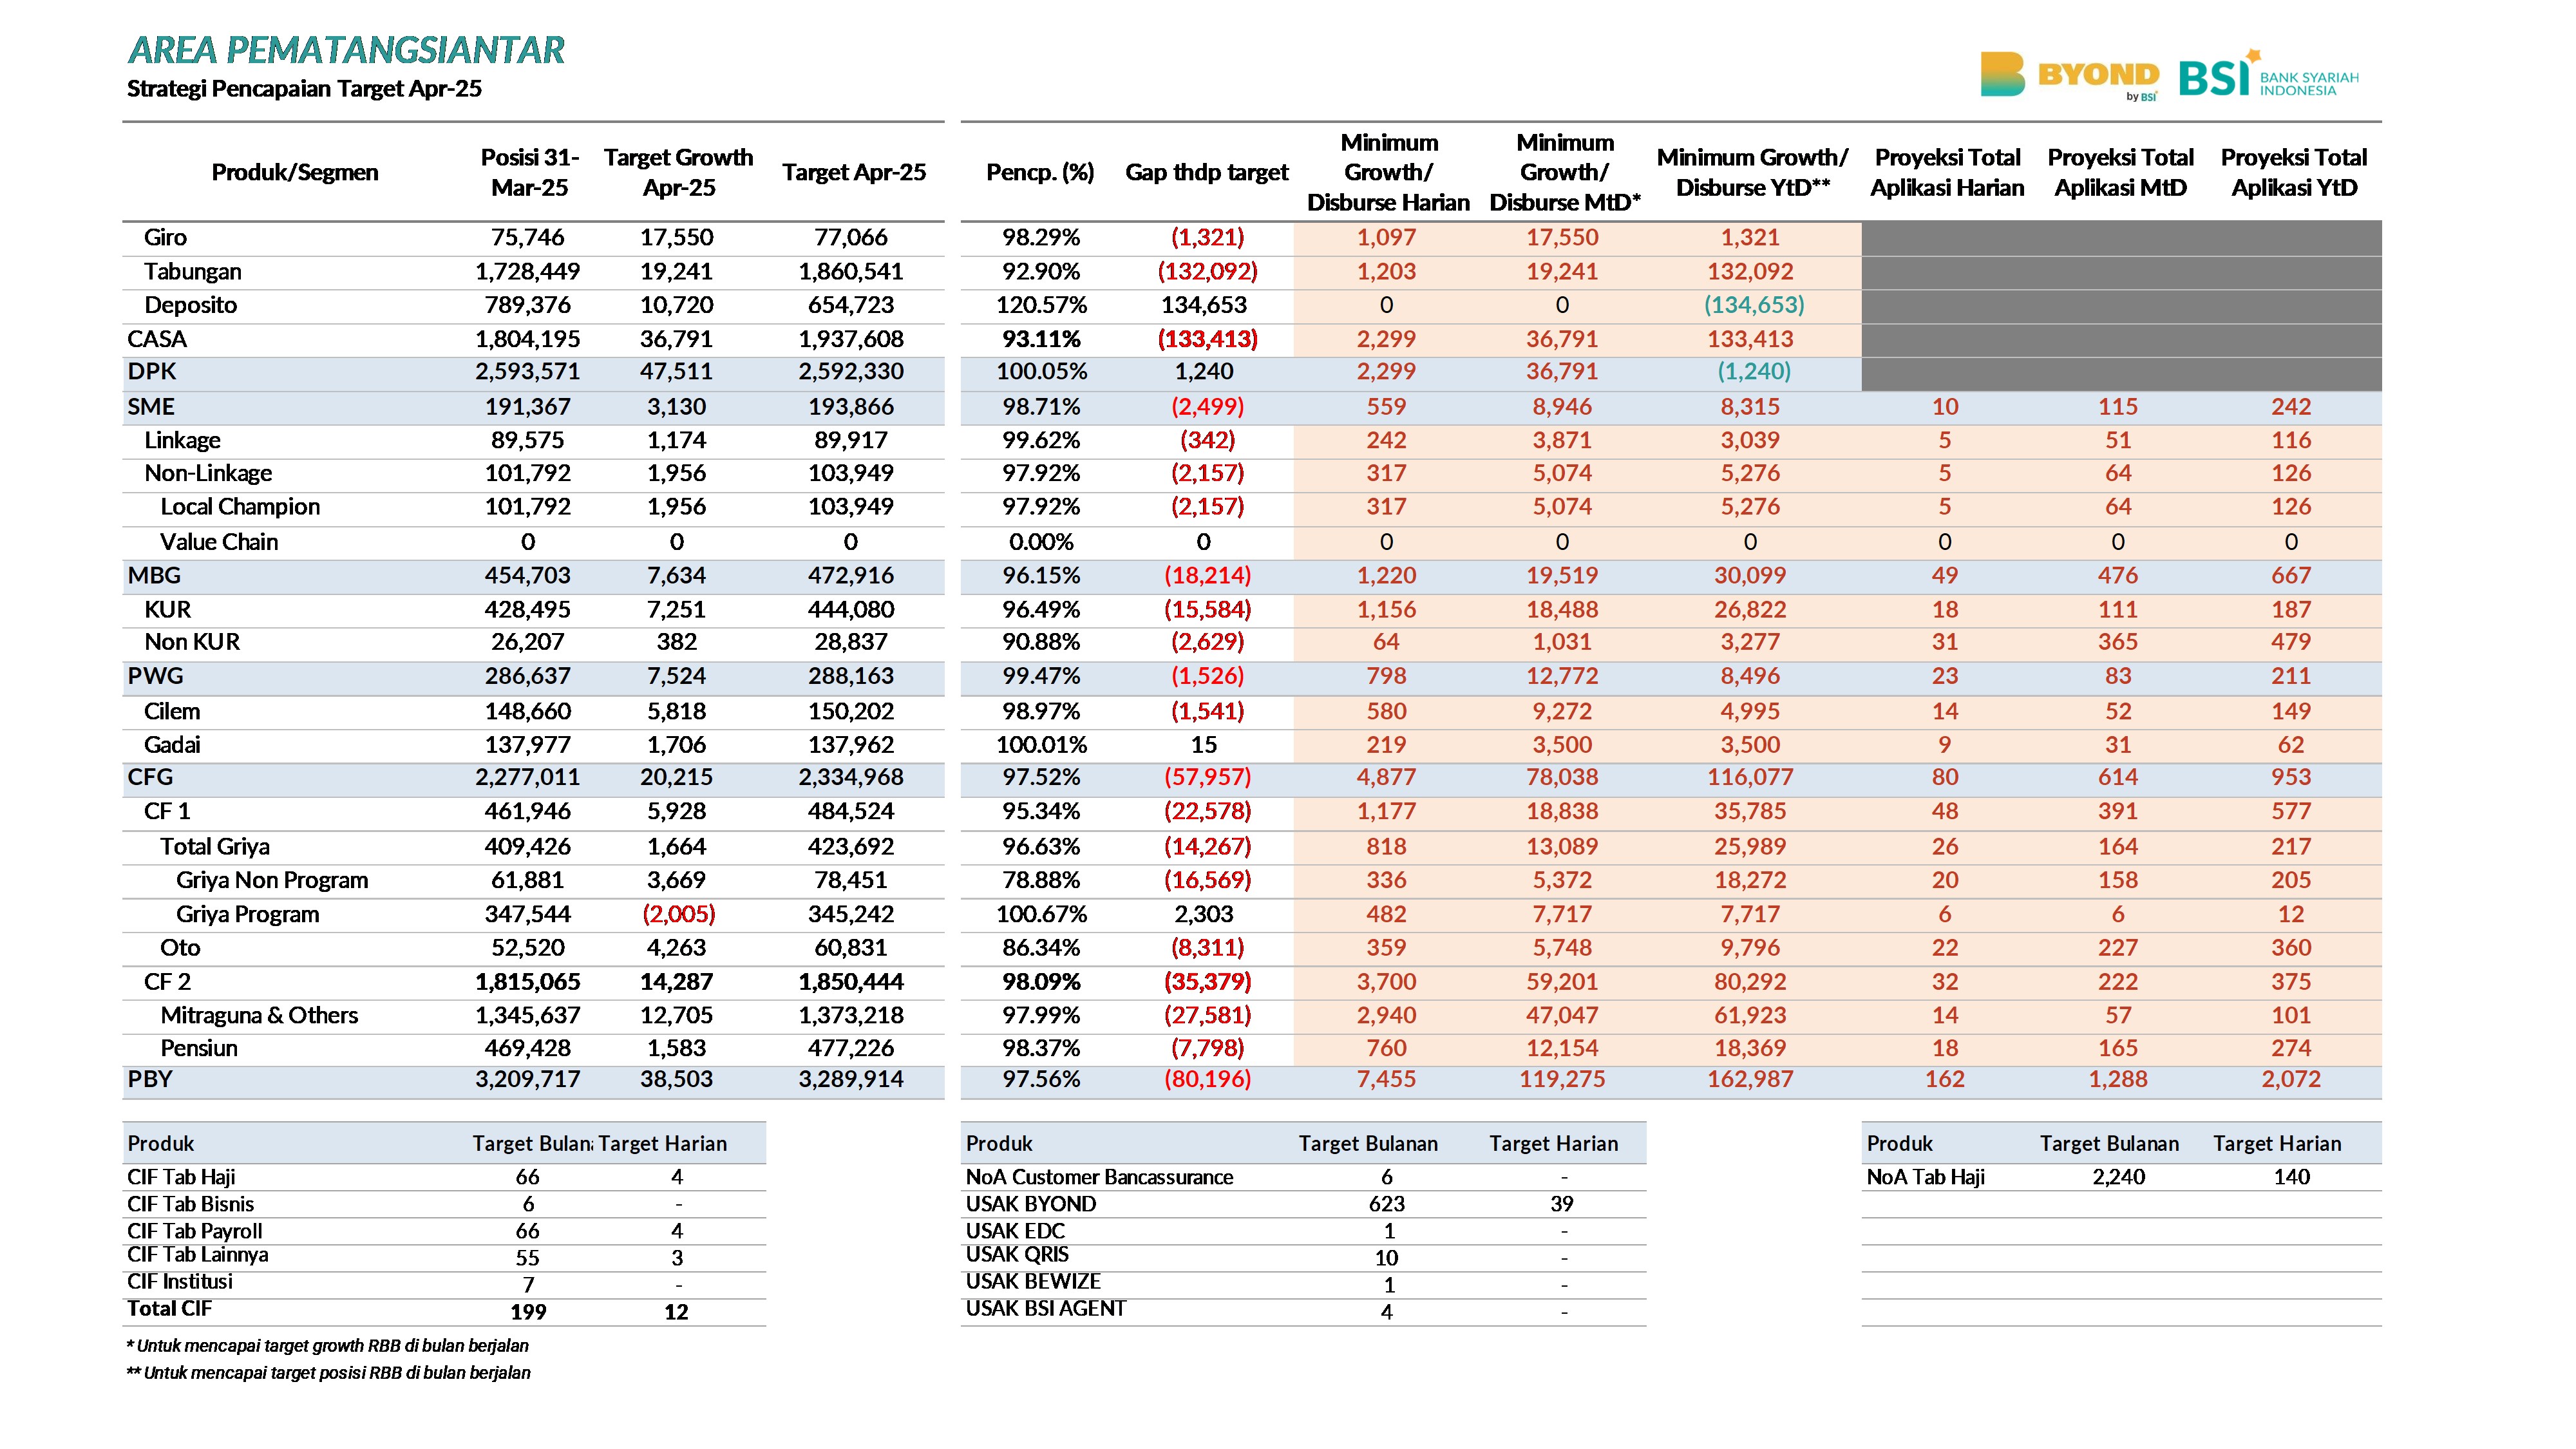 AREA PEMATANGSIANTAR
Strategi Pencapaian Target Apr-25
BYOND
by BSI
BSI BANK SYARIAH
INDONESIA
Produk/Segmen Posisi 31-Mar-25 Target Growth Apr-25 Target Apr-25 Pencp. (%) Gap thdp target Minimum Growth/ Disburse Harian Minimum Growth/ Disburse MtD* Minimum Growth/ Disburse YtD** Proyeksi Total Aplikasi Harian Proyeksi Total Aplikasi MtD Proyeksi Total Aplikasi YtD
Giro 75,746 17,550 77,066 98.29% (1,321) 1,097 17,550 1,321
Tabungan 1,728,449 19,241 1,860,541 92.90% (132,092) 1,203 19,241 132,092
Deposito 789,376 10,720 654,723 120.57% 134,653 0 0 (134,653)
CASA 1,804,195 36,791 1,937,608 93.11% (133,413) 2,299 36,791 133,413
DPK 2,593,571 47,511 2,592,330 100.05% 1,240 2,299 36,791 (1,240)
SME 191,367 3,130 193,866 98.71% (2,499) 559 8,946 8,315 10 115 242
Linkage 89,575 1,174 89,917 99.62% (342) 242 3,871 3,039 5 51 116
Non-Linkage 101,792 1,956 103,949 97.92% (2,157) 317 5,074 5,276 5 64 126
Local Champion 101,792 1,956 103,949 97.92% (2,157) 317 5,074 5,276 5 64 126
Value Chain 0 0 0 0.00% 0 0 0 0 0 0 0
MBG 454,703 7,634 472,916 96.15% (18,214) 1,220 19,519 30,099 49 476 667
KUR 428,495 7,251 444,080 96.49% (15,584) 1,156 18,488 26,822 18 111 187
Non KUR 26,207 382 28,837 90.88% (2,629) 64 1,031 3,277 31 365 479
PWG 286,637 7,524 288,163 99.47% (1,526) 798 12,772 8,496 23 83 211
Cilem 148,660 5,818 150,202 98.97% (1,541) 580 9,272 4,995 14 52 149
Gadai 137,977 1,706 137,962 100.01% 15 219 3,500 3,500 9 31 62
CFG 2,277,011 20,215 2,334,968 97.52% (57,957) 4,877 78,038 116,077 80 614 953
CF 1 461,946 5,928 484,524 95.34% (22,578) 1,177 18,838 35,785 48 391 577
Total Griya 409,426 1,664 423,692 96.63% (14,267) 818 13,089 25,989 26 164 217
Griya Non Program 61,881 3,669 78,451 78.88% (16,569) 336 5,372 18,272 20 158 205
Griya Program 347,544 (2,005) 345,242 100.67% 2,303 482 7,717 7,717 6 6 12
Oto 52,520 4,263 60,831 86.34% (8,311) 359 5,748 9,796 22 227 360
CF 2 1,815,065 14,287 1,850,444 98.09% (35,379) 3,700 59,201 80,292 32 222 375
Mitraguna & Others 1,345,637 12,705 1,373,218 97.99% (27,581) 2,940 47,047 61,923 14 57 101
Pensiun 469,428 1,583 477,226 98.37% (7,798) 760 12,154 18,369 18 165 274
PBY 3,209,717 38,503 3,289,914 97.56% (80,196) 7,455 119,275 162,987 162 1,288 2,072
Produk Target Bulana Target Harian
CIF Tab Haji 66 4
CIF Tab Bisnis 6 -
CIF Tab Payroll 66 4
CIF Tab Lainnya 55 3
CIF Institusi 7 -
Total CIF 199 12
Produk Target Bulanan Target Harian
NoA Customer Bancassurance 6 -
USAK BYOND 623 39
USAK EDC 1 -
USAK QRIS 10 -
USAK BEWIZE 1 -
USAK BSI AGENT 4 -
Produk Target Bulanan Target Harian
NoA Tab Haji 2,240 140
* Untuk mencapai target growth RBB di bulan berjalan
** Untuk mencapai target posisi RBB di bulan berjalan